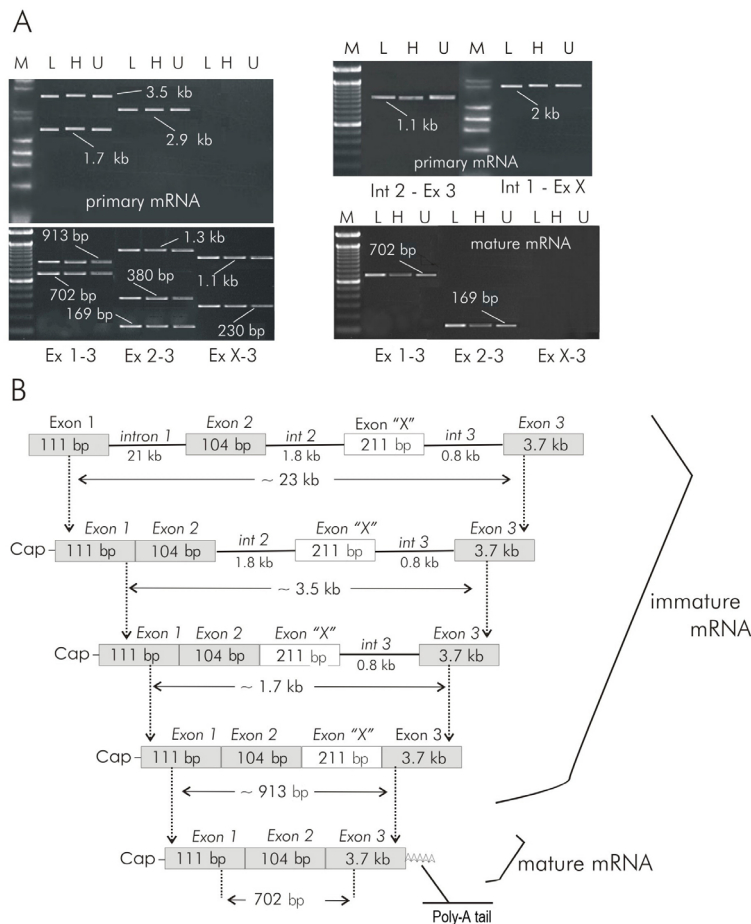 A
M L H U L H U L H U
3.5 kb
2.9 kb
1.7 kb
primary mRNA
913 bp
1.3 kb
380 bp
1.1 kb
702 bp
169 bp
230 bp
Ex 1-3 Ex 2-3 Ex X-3
M L H U M L H U
1.1 kb
2 kb
primary mRNA
Int 2 - Ex 3 Int 1 - Ex X
M L H U L H U L H U
mature mRNA
702 bp
169 bp
Ex 1-3 Ex 2-3 Ex X-3
B
Exon 1 intron 1 Exon 2 int 2 Exon "X" int 3 Exon 3
111 bp 21 kb 104 bp 1.8 kb 211 bp 0.8 kb 3.7 kb
~ 23 kb
Exon 1 Exon 2 int 2 Exon "X" int 3 Exon 3
Cap 111 bp 104 bp 1.8 kb 211 bp 0.8 kb 3.7 kb
~ 3.5 kb
Exon 1 Exon 2 Exon "X" int 3 Exon 3
Cap 111 bp 104 bp 211 bp 0.8 kb 3.7 kb
~ 1.7 kb
Exon 1 Exon 2 Exon "X" Exon 3
Cap 111 bp 104 bp 211 bp 3.7 kb
~ 913 bp
Exon 1 Exon 2 Exon 3
Cap 111 bp 104 bp 3.7 kb AAAAA
702 bp
Poly-A tail
immature
mRNA
mature mRNA